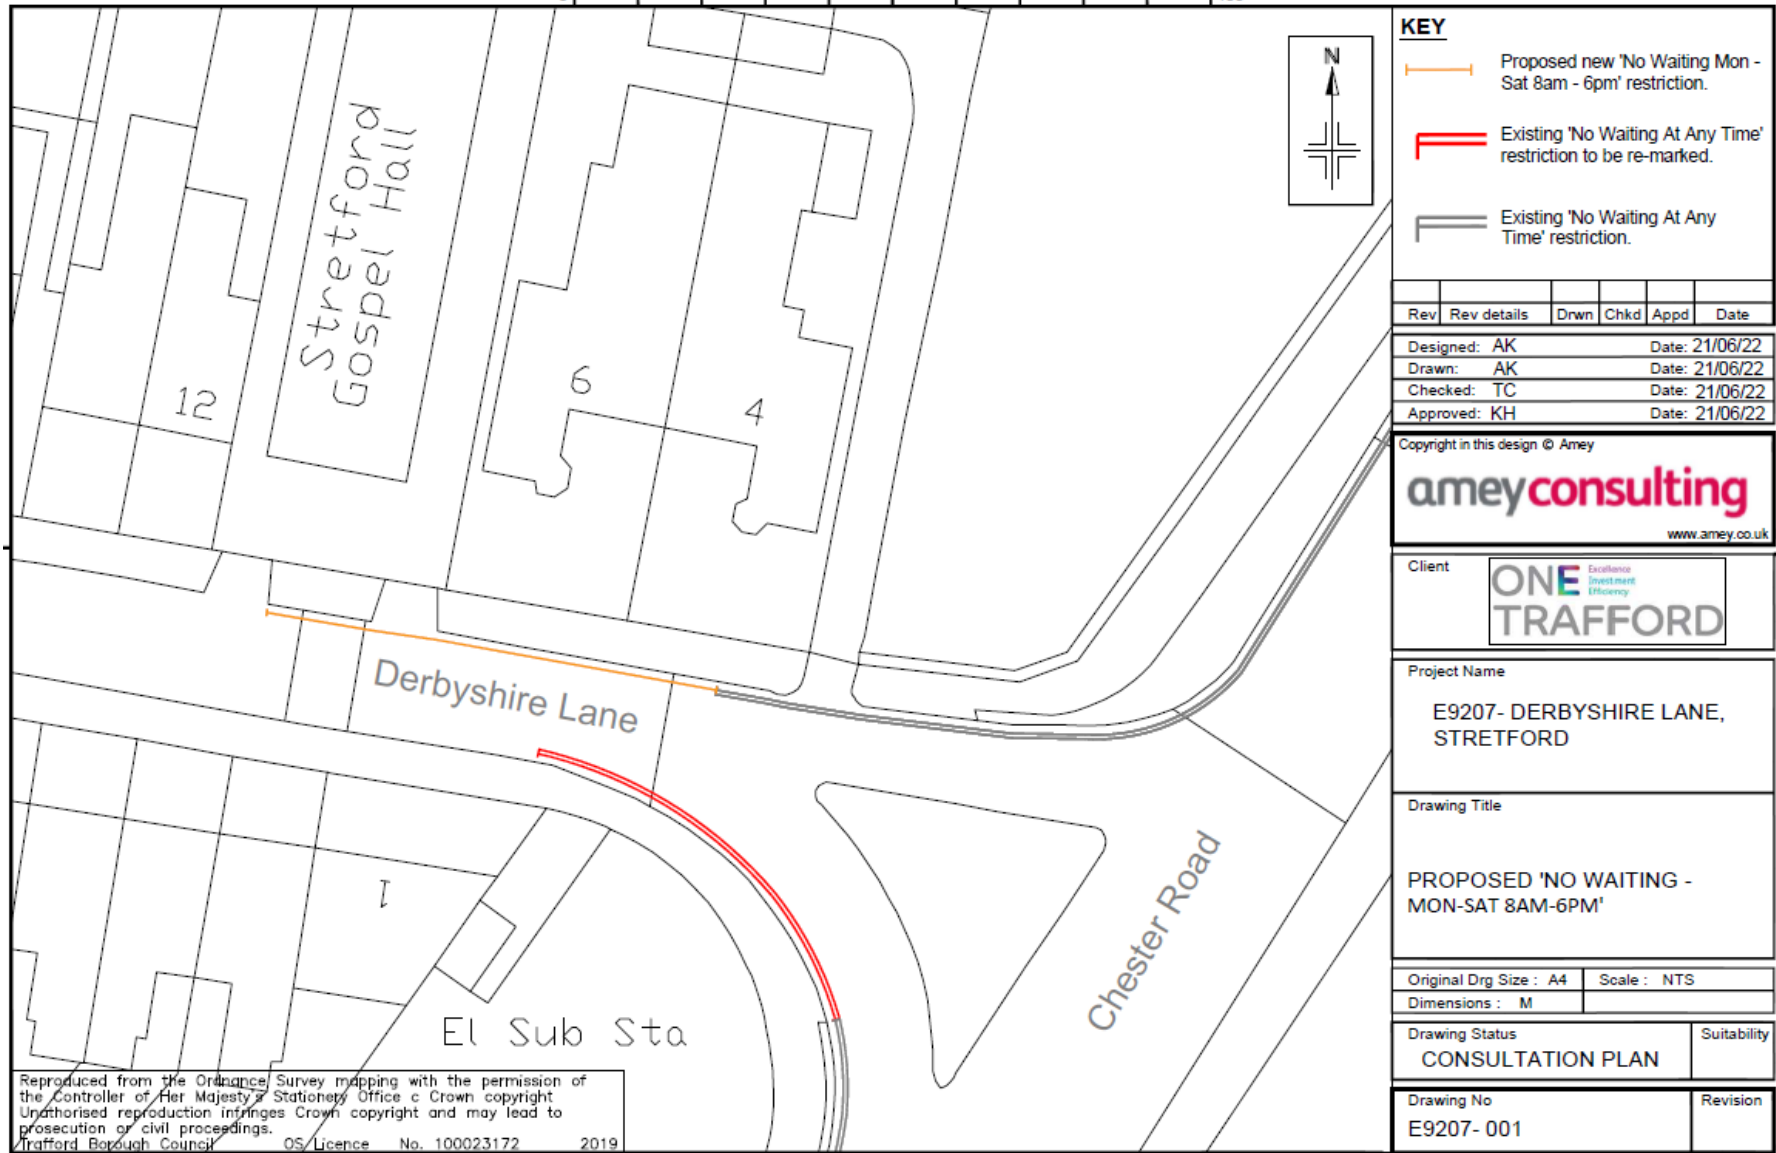 KEY
Proposed new 'No Waiting Mon -
Sat 8am - 6pm' restriction.
Existing 'No Waiting At Any Time'
restriction to be re-marked.
Existing 'No Waiting At Any
Time' restriction.
Rev Rev details Drwn Chkd Appd Date
Designed: AK Date: 21/06/22
Drawn: AK Date: 21/06/22
Checked: TC Date: 21/06/22
Approved: KH Date: 21/06/22
Copyright in this design © Amey
ameyconsulting
www.amey.co.uk
Client
ONE
Excellence
Investment
Efficiency
TRAFFORD
Project Name
E9207- DERBYSHIRE LANE,
STRETFORD
Drawing Title
PROPOSED 'NO WAITING -
MON-SAT 8AM-6PM'
Original Drg Size : A4 Scale : NTS
Dimensions : M
Drawing Status Suitability
CONSULTATION PLAN
Drawing No Revision
E9207- 001
N
Stretford
Gospel Hall
12
6
4
Derbyshire Lane
1
Chester Road
El Sub Sta
Reproduced from the Ordnance Survey mapping with the permission of
the Controller of Her Majesty's Stationery Office c Crown copyright
Unathorised reproduction infringes Crown copyright and may lead to
prosecution or civil proceedings.
Trafford Borough Council OS Licence No. 100023172 2019